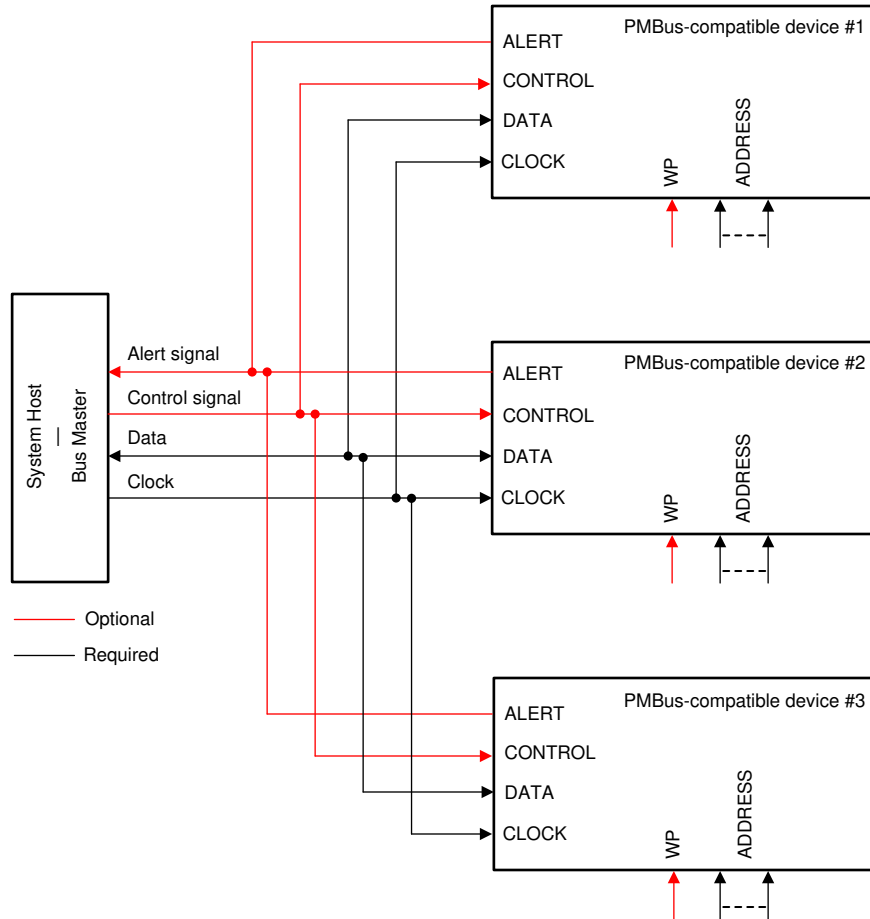 PMBus-compatible device #1
ALERT
CONTROL
DATA
CLOCK
WP
ADDRESS
System Host
Bus Master
Alert signal
Control signal
Data
Clock
PMBus-compatible device #2
ALERT
CONTROL
DATA
CLOCK
WP
ADDRESS
Optional
Required
PMBus-compatible device #3
ALERT
CONTROL
DATA
CLOCK
WP
ADDRESS